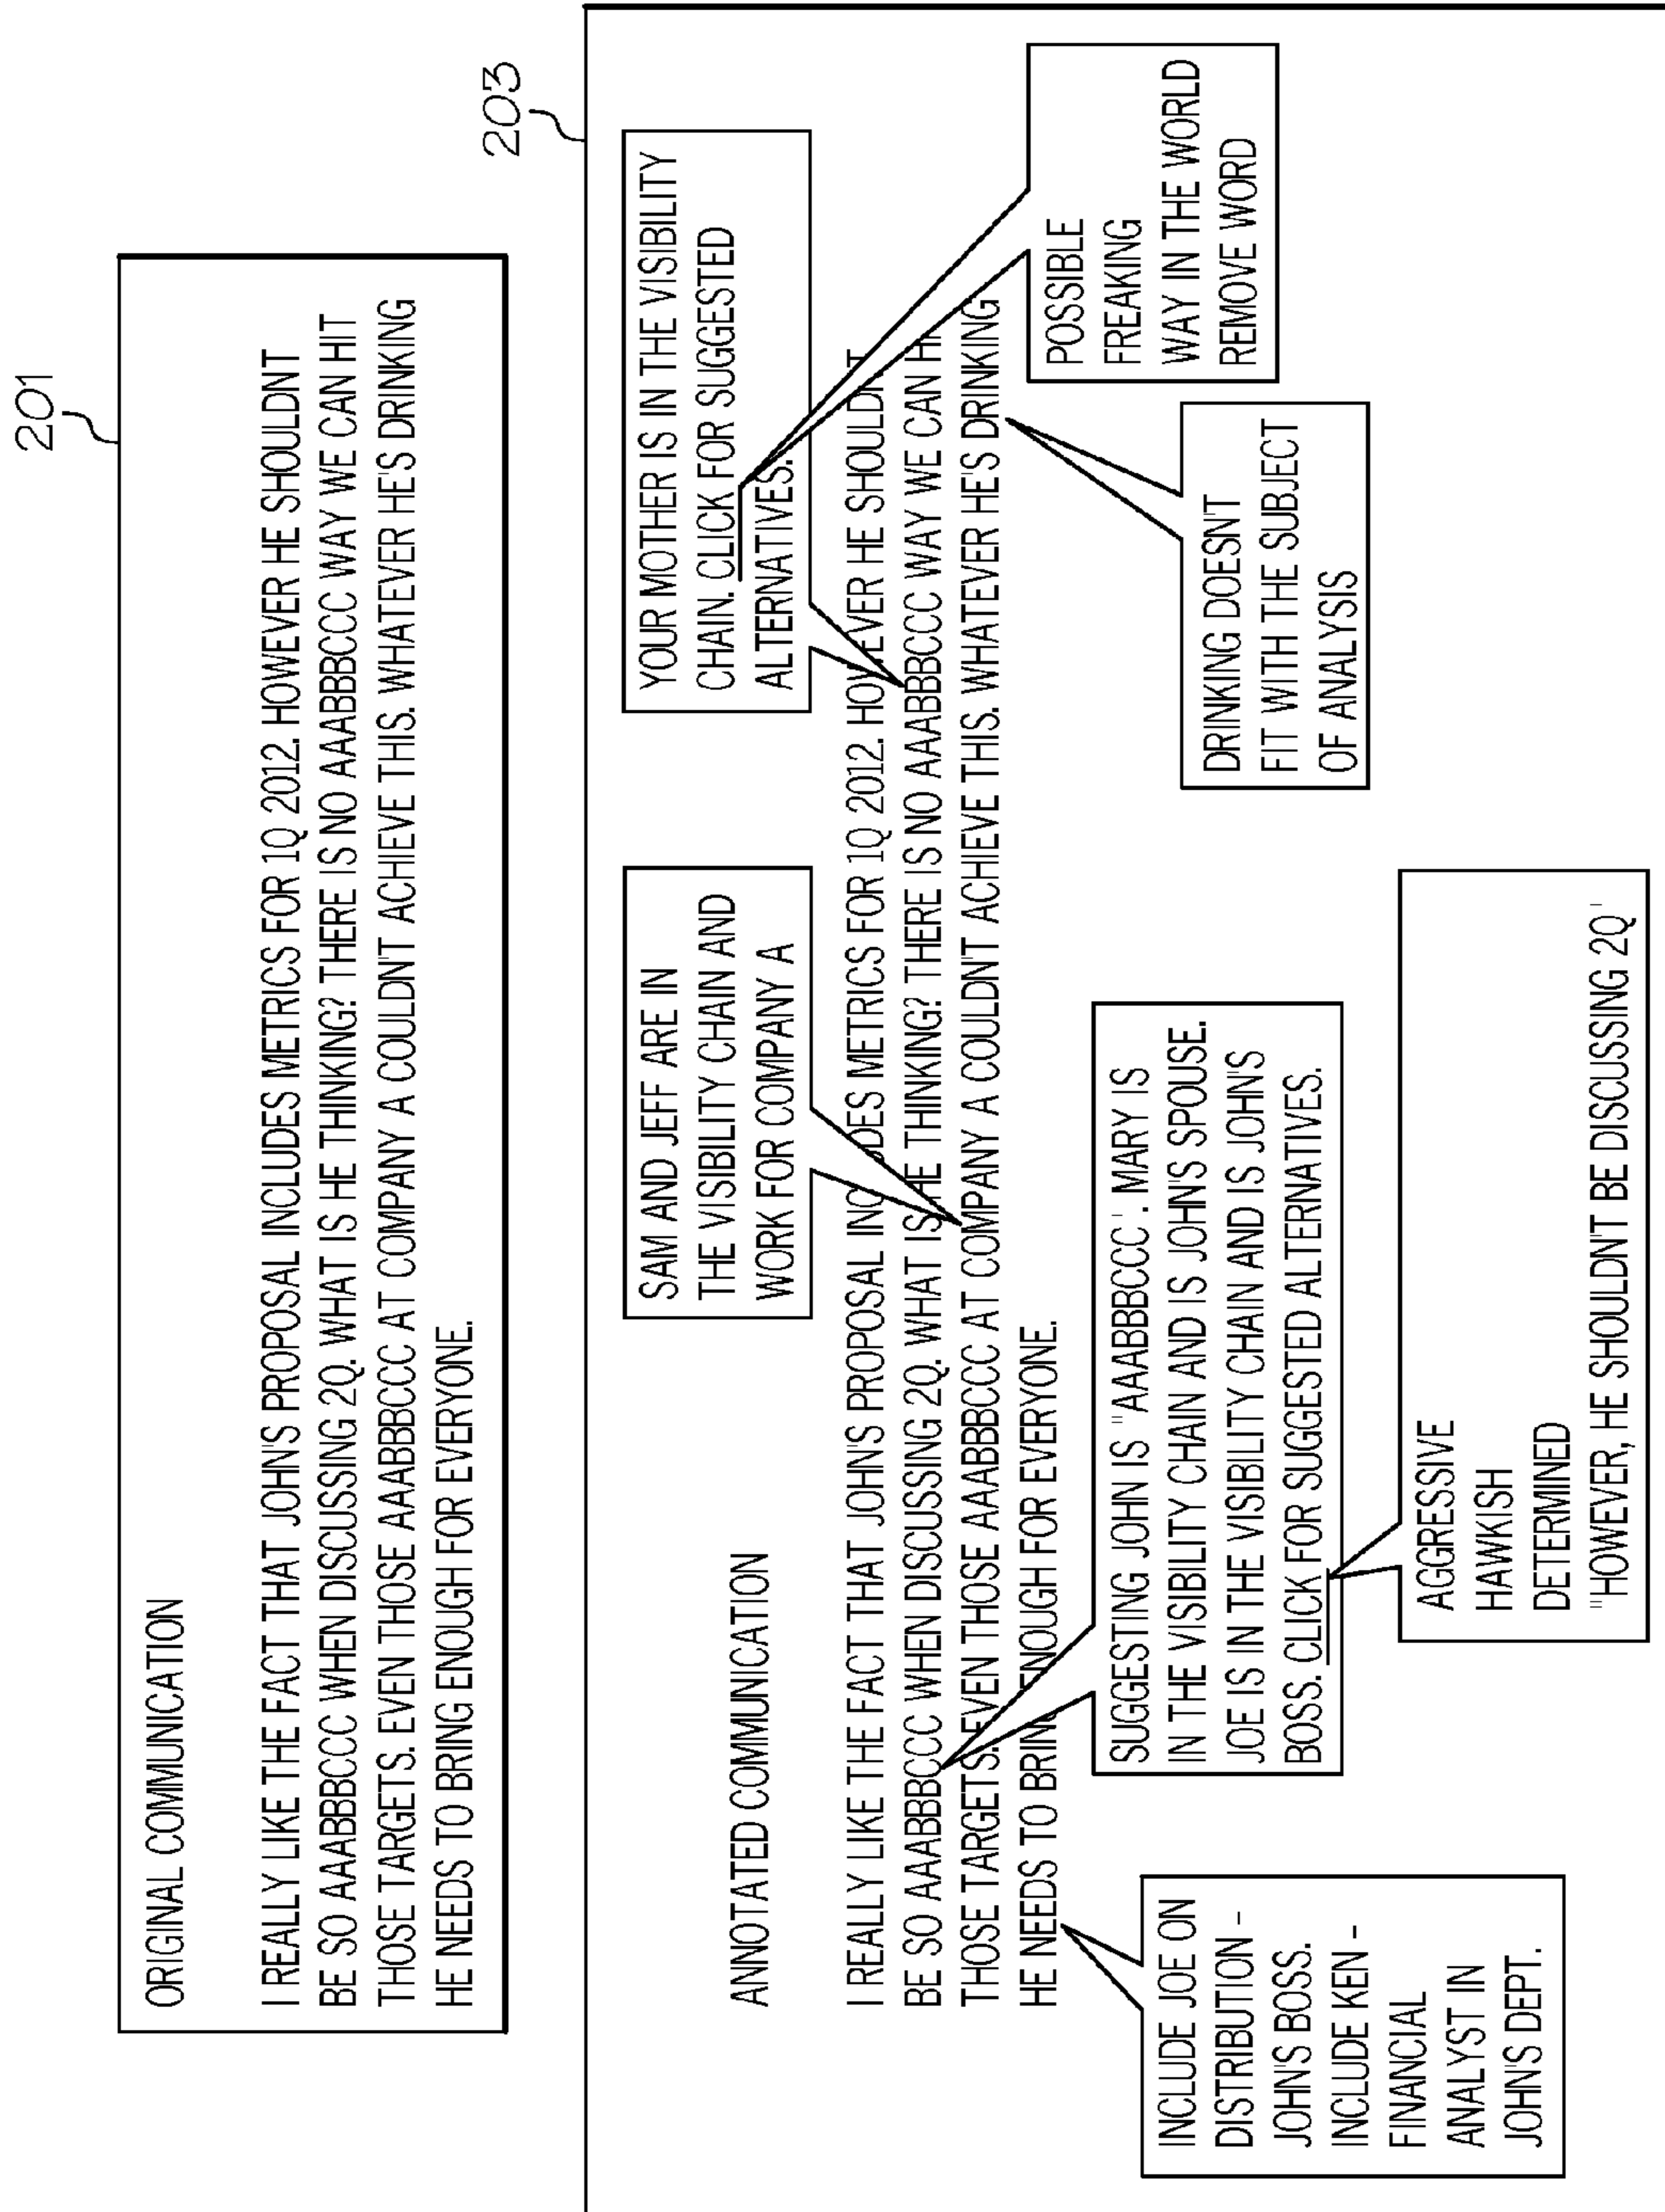 201
ORIGINAL COMMUNICATION
I REALLY LIKE THE FACT THAT JOHN'S PROPOSAL INCLUDES METRICS FOR 1Q 2012. HOWEVER HE SHOULDN'T
BE SO AAABBBCCC WHEN DISCUSSING 2Q. WHAT IS HE THINKING? THERE IS NO AAABBBCCC WAY WE CAN HIT
THOSE TARGETS. EVEN THOSE AAABBBCCC AT COMPANY A COULDN'T ACHIEVE THIS. WHATEVER HE'S DRINKING
HE NEEDS TO BRING ENOUGH FOR EVERYONE.
203
SAM AND JEFF ARE IN
THE VISIBILITY CHAIN AND
WORK FOR COMPANY A
YOUR MOTHER IS IN THE VISIBILITY
CHAIN. CLICK FOR SUGGESTED
ALTERNATIVES.
ANNOTATED COMMUNICATION
I REALLY LIKE THE FACT THAT JOHN'S PROPOSAL INCLUDES METRICS FOR 1Q 2012. HOWEVER HE SHOULDN'T
BE SO AAABBBCCC WHEN DISCUSSING 2Q. WHAT IS HE THINKING? THERE IS NO AAABBBCCC WAY WE CAN HIT
THOSE TARGETS. EVEN THOSE AAABBBCCC AT COMPANY A COULDN'T ACHIEVE THIS. WHATEVER HE'S DRINKING
HE NEEDS TO BRING ENOUGH FOR EVERYONE.
INCLUDE JOE ON
DISTRIBUTION -
JOHN'S BOSS.
INCLUDE KEN -
FINANCIAL
ANALYST IN
JOHN'S DEPT.
SUGGESTING JOHN IS "AAABBBCCC'. MARY IS
IN THE VISIBILITY CHAIN AND IS JOHN'S SPOUSE.
JOE IS IN THE VISIBILITY CHAIN AND IS JOHN'S
BOSS. CLICK FOR SUGGESTED ALTERNATIVES.
AGGRESSIVE
HAWKISH
DETERMINED
"HOWEVER, HE SHOULDN'T BE DISCUSSING 2Q'
DRINKING DOESN'T
FIT WITH THE SUBJECT
OF ANALYSIS
POSSIBLE
FREAKING
WAY IN THE WORLD
REMOVE WORD